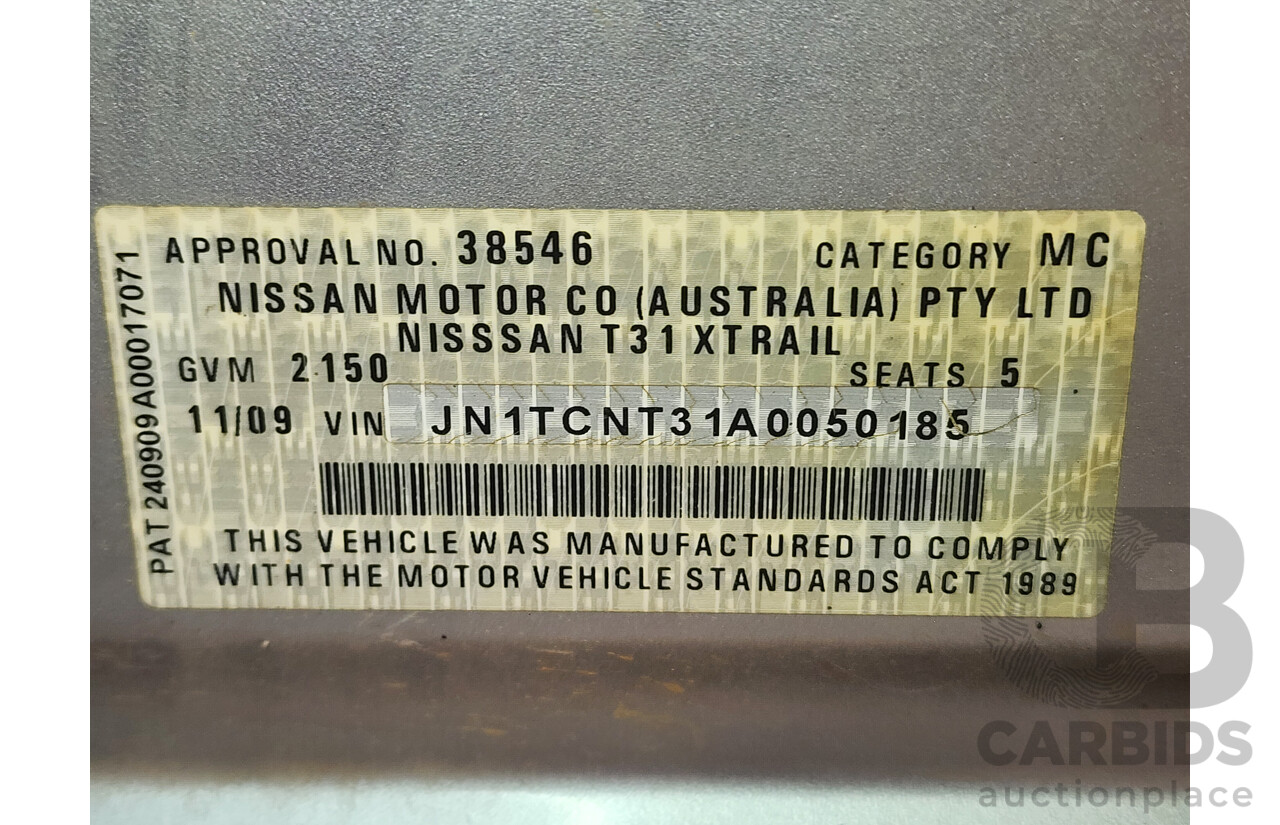 APPROVAL NO. 38546 CATEGORY MC
NISSAN MOTOR CO (AUSTRALIA) PTY LTD
NISSSAN T31 XTRAIL
GVM 2150 SEATS 5
11/09 VIN JN1TCNT31A0050185
THIS VEHICLE WAS MANUFACTURED TO COMPLY
WITH THE MOTOR VEHICLE STANDARDS ACT 1989
PAT 240909A00017071
CB
CARBIDS
auctionplace